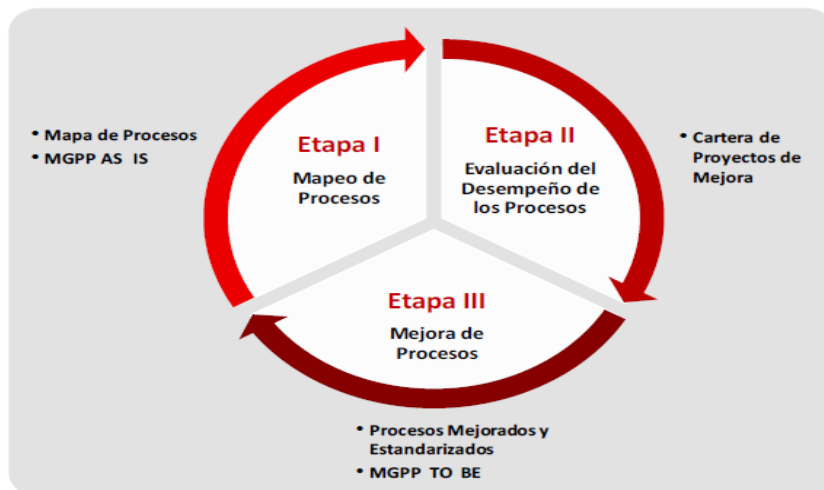 • Mapa de Procesos
• MGPP AS IS
Etapa I
Mapeo de
Procesos
Etapa II
Evaluación del
Desempeño de
los Procesos
• Cartera de
Proyectos de
Mejora
Etapa III
Mejora de
Procesos
• Procesos Mejorados y
Estandarizados
• MGPP TO BE